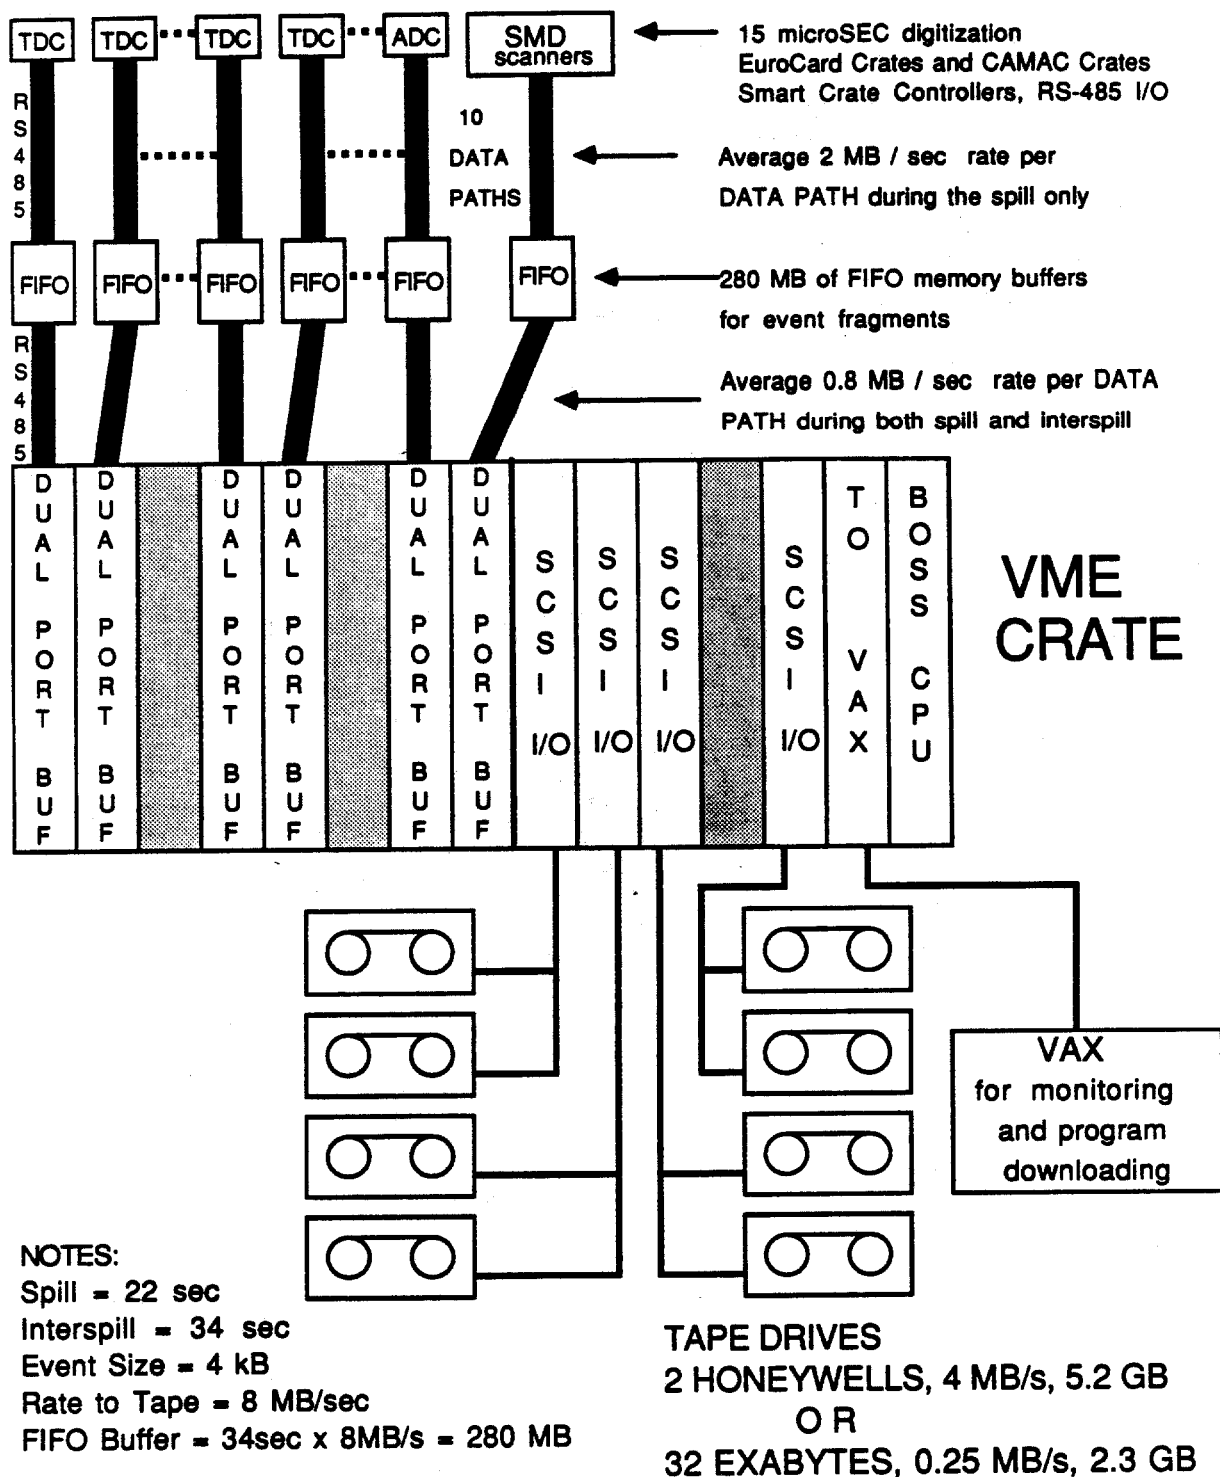 TDC TDC TDC TDC ADC SMD scanners
15 microSEC digitization
EuroCard Crates and CAMAC Crates
Smart Crate Controllers, RS-485 I/O
RS485
10
DATA
PATHS
Average 2 MB / sec rate per
DATA PATH during the spill only
FIFO FIFO FIFO FIFO FIFO FIFO
280 MB of FIFO memory buffers
for event fragments
RS485
Average 0.8 MB / sec rate per DATA
PATH during both spill and interspill
DUAL PORT BUF
DUAL PORT BUF
DUAL PORT BUF
DUAL PORT BUF
DUAL PORT BUF
DUAL PORT BUF
SCSI I/O
SCSI I/O
SCSI I/O
SCSI I/O
TO VAX
BOSS CPU
VME
CRATE
VAX
for monitoring
and program
downloading
NOTES:
Spill = 22 sec
Interspill = 34 sec
Event Size = 4 kB
Rate to Tape = 8 MB/sec
FIFO Buffer = 34sec x 8MB/s = 280 MB
TAPE DRIVES
2 HONEYWELLS, 4 MB/s, 5.2 GB
O R
32 EXABYTES, 0.25 MB/s, 2.3 GB